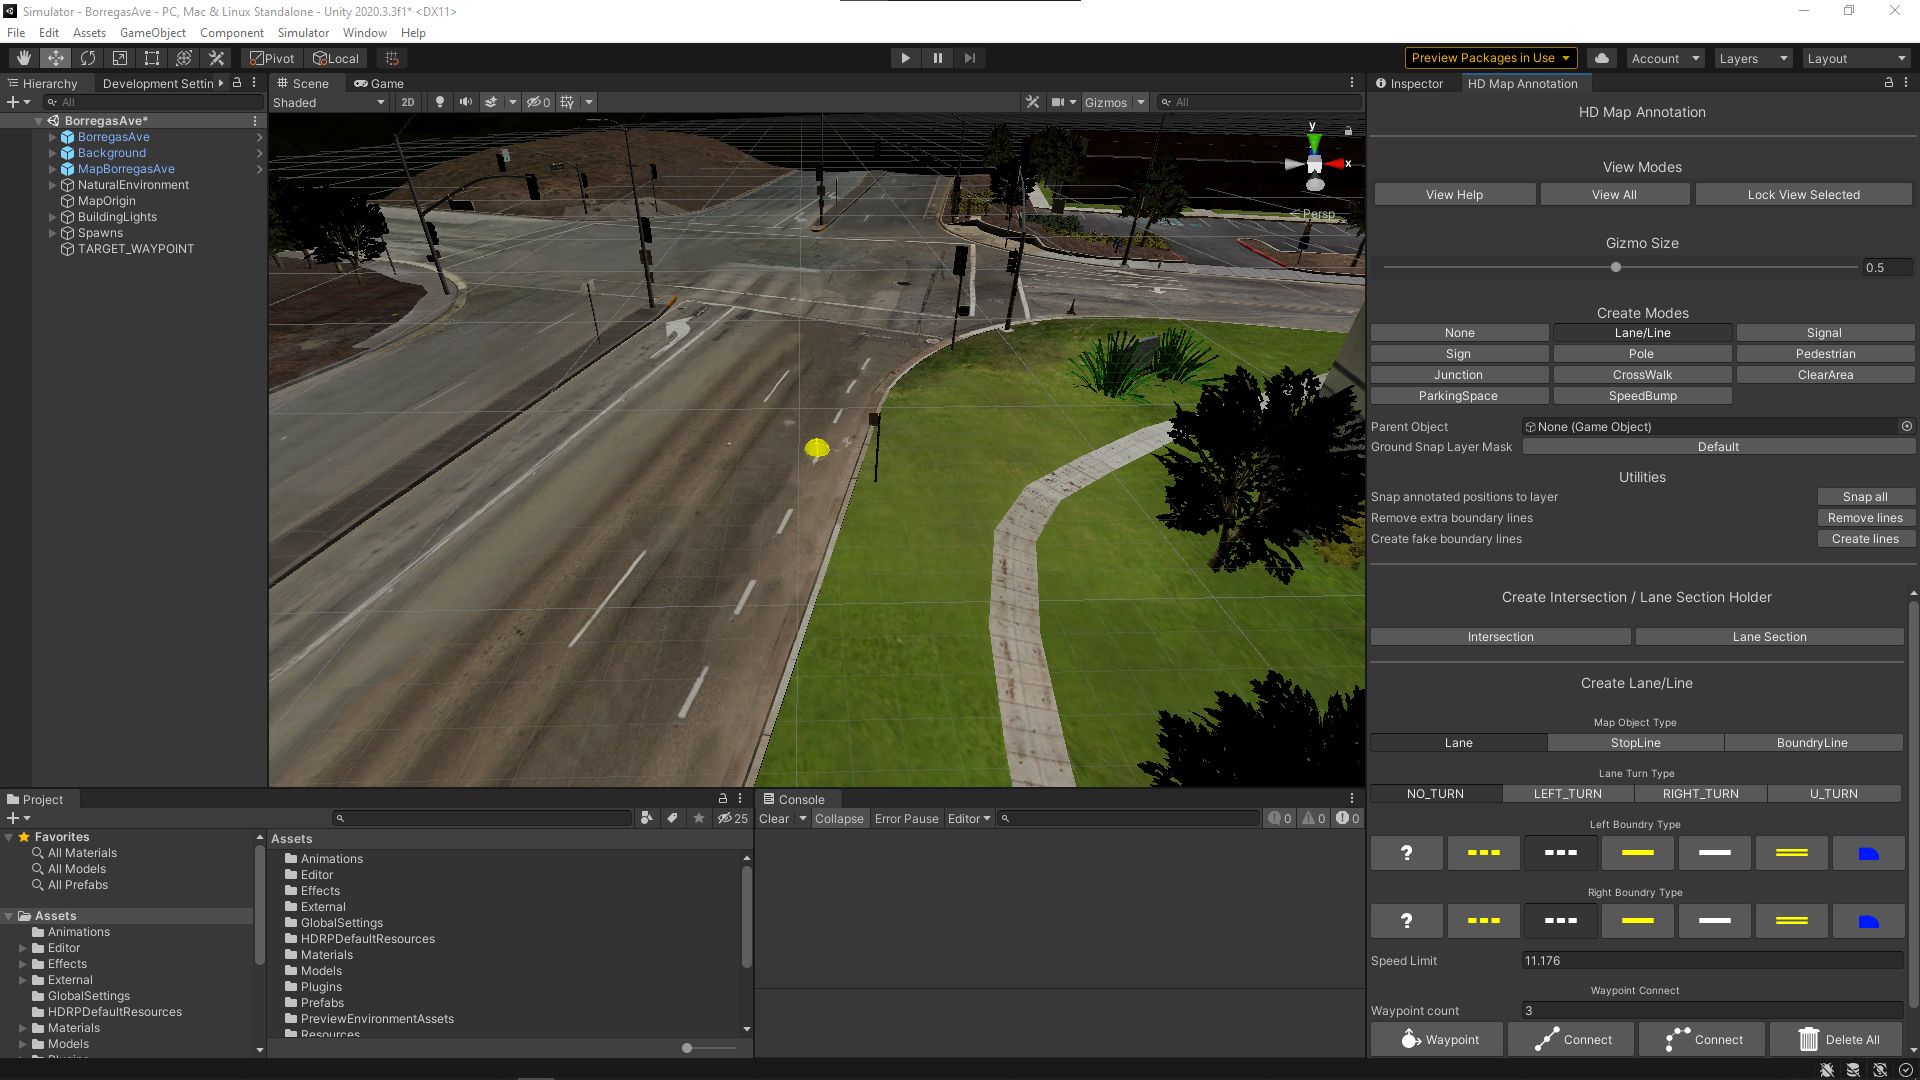 Simulator - BorregasAve - PC, Mac & Linux Standalone - Unity 2020.3.3f1* <DX11>
File Edit Assets GameObject Component Simulator Window Help
Pivot Local Preview Packages in Use Account Layers Layout
Hierarchy Development Settin Scene Game Inspector HD Map Annotation
All Shaded 2D 0 Gizmos All
BorregasAve*
BorregasAve
Background
MapBorregasAve
NaturalEnvironment
MapOrigin
BuildingLights
Spawns
TARGET_WAYPOINT
y
x
Persp
HD Map Annotation
View Modes
View Help View All Lock View Selected
Gizmo Size
0.5
Create Modes
None Lane/Line Signal
Sign Pole Pedestrian
Junction CrossWalk ClearArea
ParkingSpace SpeedBump
Parent Object None (Game Object)
Ground Snap Layer Mask Default
Utilities
Snap annotated positions to layer Snap all
Remove extra boundary lines Remove lines
Create fake boundary lines Create lines
Create Intersection / Lane Section Holder
Intersection Lane Section
Create Lane/Line
Map Object Type
Lane StopLine BoundryLine
Lane Turn Type
NO_TURN LEFT_TURN RIGHT_TURN U_TURN
Left Boundry Type
?
Right Boundry Type
?
Speed Limit 11.176
Waypoint Connect
Waypoint count 3
Waypoint Connect Connect Delete All
Project
25
Favorites
All Materials
All Models
All Prefabs
Assets
Animations
Editor
Effects
External
GlobalSettings
HDRPDefaultResources
Materials
Models
Assets
Animations
Editor
Effects
External
GlobalSettings
HDRPDefaultResources
Materials
Models
Plugins
Prefabs
PreviewEnvironmentAssets
Resources
Console
Clear Collapse Error Pause Editor 0 0 0